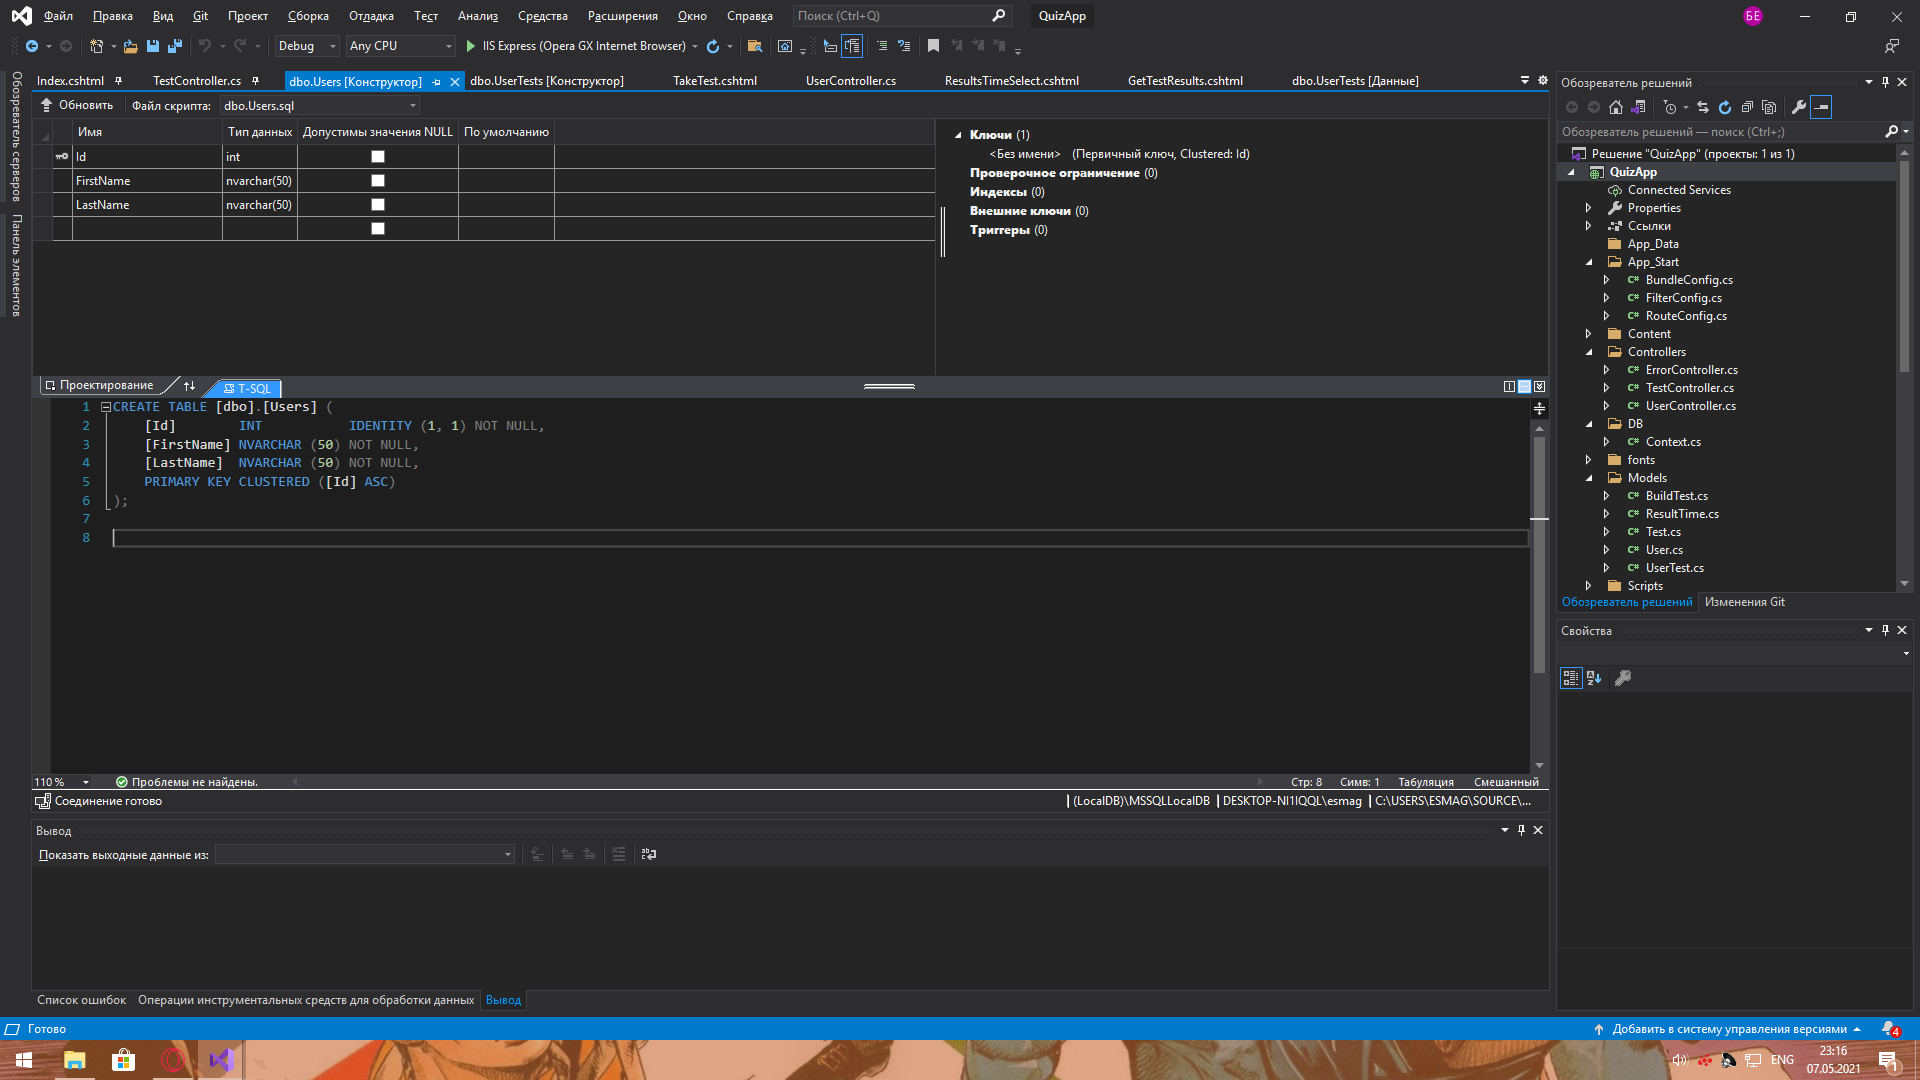 Файл Правка Вид Git Проект Сборка Отладка Тест Анализ Средства Расширения Окно Справка Поиск (Ctrl+Q) QuizApp БЕ
Debug Any CPU IIS Express (Opera GX Internet Browser)
Обозреватель серверов
Панель элементов
Index.cshtml TestController.cs dbo.Users [Конструктор] dbo.UserTests [Конструктор] TakeTest.cshtml UserController.cs ResultsTimeSelect.cshtml GetTestResults.cshtml dbo.UserTests [Данные]
Обновить Файл скрипта: dbo.Users.sql
Имя Тип данных Допустимы значения NULL По умолчанию
Id int
FirstName nvarchar(50)
LastName nvarchar(50)
Ключи (1)
<Без имени> (Первичный ключ, Clustered: Id)
Проверочное ограничение (0)
Индексы (0)
Внешние ключи (0)
Триггеры (0)
Проектирование T-SQL
1 CREATE TABLE [dbo].[Users] (
2 [Id] INT IDENTITY (1, 1) NOT NULL,
3 [FirstName] NVARCHAR (50) NOT NULL,
4 [LastName] NVARCHAR (50) NOT NULL,
5 PRIMARY KEY CLUSTERED ([Id] ASC)
6 );
7
8
110 % Проблемы не найдены. Стр: 8 Симв: 1 Табуляция Смешанный
Соединение готово (LocalDB)\MSSQLLocalDB DESKTOP-NI1IQQL\esmag C:\USERS\ESMAG\SOURCE\...
Вывод
Показать выходные данные из:
Список ошибок Операции инструментальных средств для обработки данных Вывод
Обозреватель решений
Обозреватель решений — поиск (Ctrl+;)
Решение "QuizApp" (проекты: 1 из 1)
QuizApp
Connected Services
Properties
Ссылки
App_Data
App_Start
C# BundleConfig.cs
C# FilterConfig.cs
C# RouteConfig.cs
Content
Controllers
C# ErrorController.cs
C# TestController.cs
C# UserController.cs
DB
C# Context.cs
fonts
Models
C# BuildTest.cs
C# ResultTime.cs
C# Test.cs
C# User.cs
C# UserTest.cs
Scripts
Обозреватель решений Изменения Git
Свойства
Готово Добавить в систему управления версиями 4
ENG 23:16
07.05.2021 1